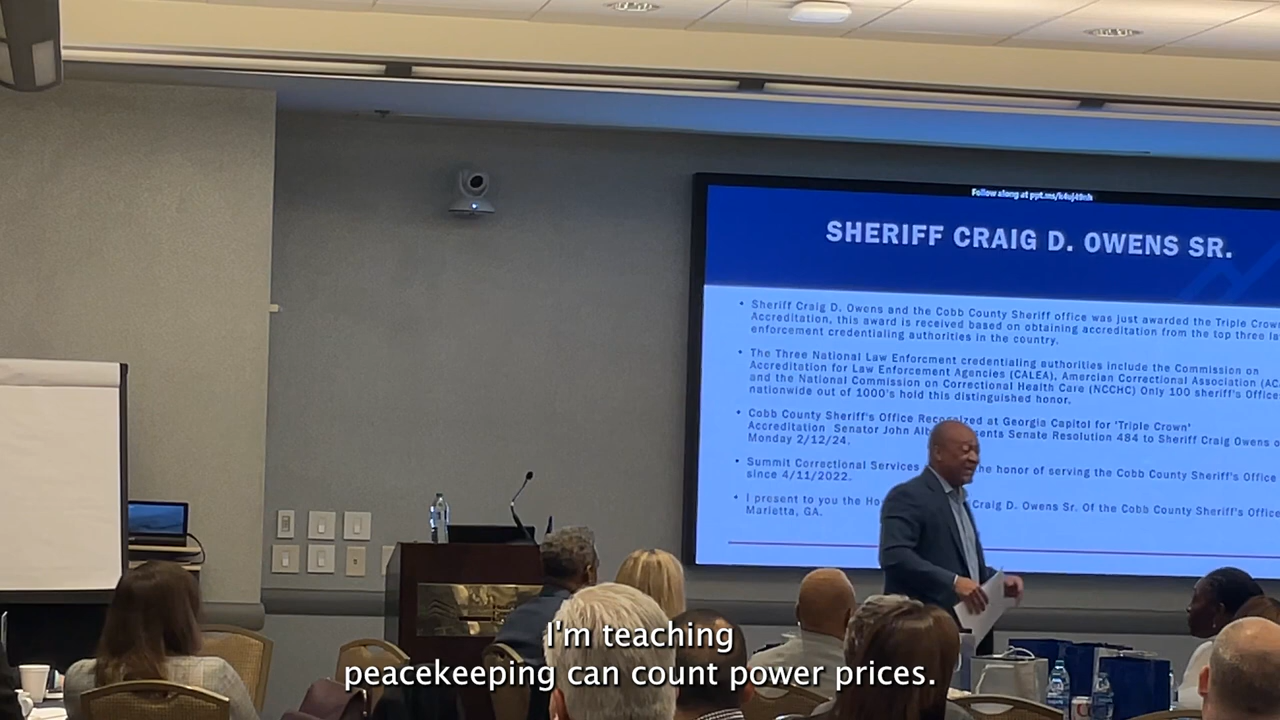 Follow along at
SHERIFF CRAIG D. OWENS SR.
• Sheriff Craig D. Owens and the Cobb County Sheriff office was just awarded the Triple Crown
Accreditation, this award is received based on obtaining accreditation from the top three
enforcement credentialing authorities in the country.
• The Three National Law Enforcment credentialing authorities include the Commission on
Accreditation for Law Enforcement Agencies (CALEA), Amercian Correctional Association
and the National Commission on Correctional Health Care (NCCHC) Only 100 sheriff's
nationwide out of 1000's hold this distinguished honor.
• Cobb County Sheriff's Office Recognized at Georgia Capitol for 'Triple Crown'
Accreditation Senator John Senate Resolution 484 to Sheriff Craig Owens
Monday 2/12/24.
• Summit Correctional Services the honor of serving the Cobb County Sheriff's Office
since 4/11/2022.
• I present to you the Craig D. Owens Sr. Of the Cobb County Sheriff's Office
Marietta, GA.
I'm teaching
peacekeeping can count power prices.